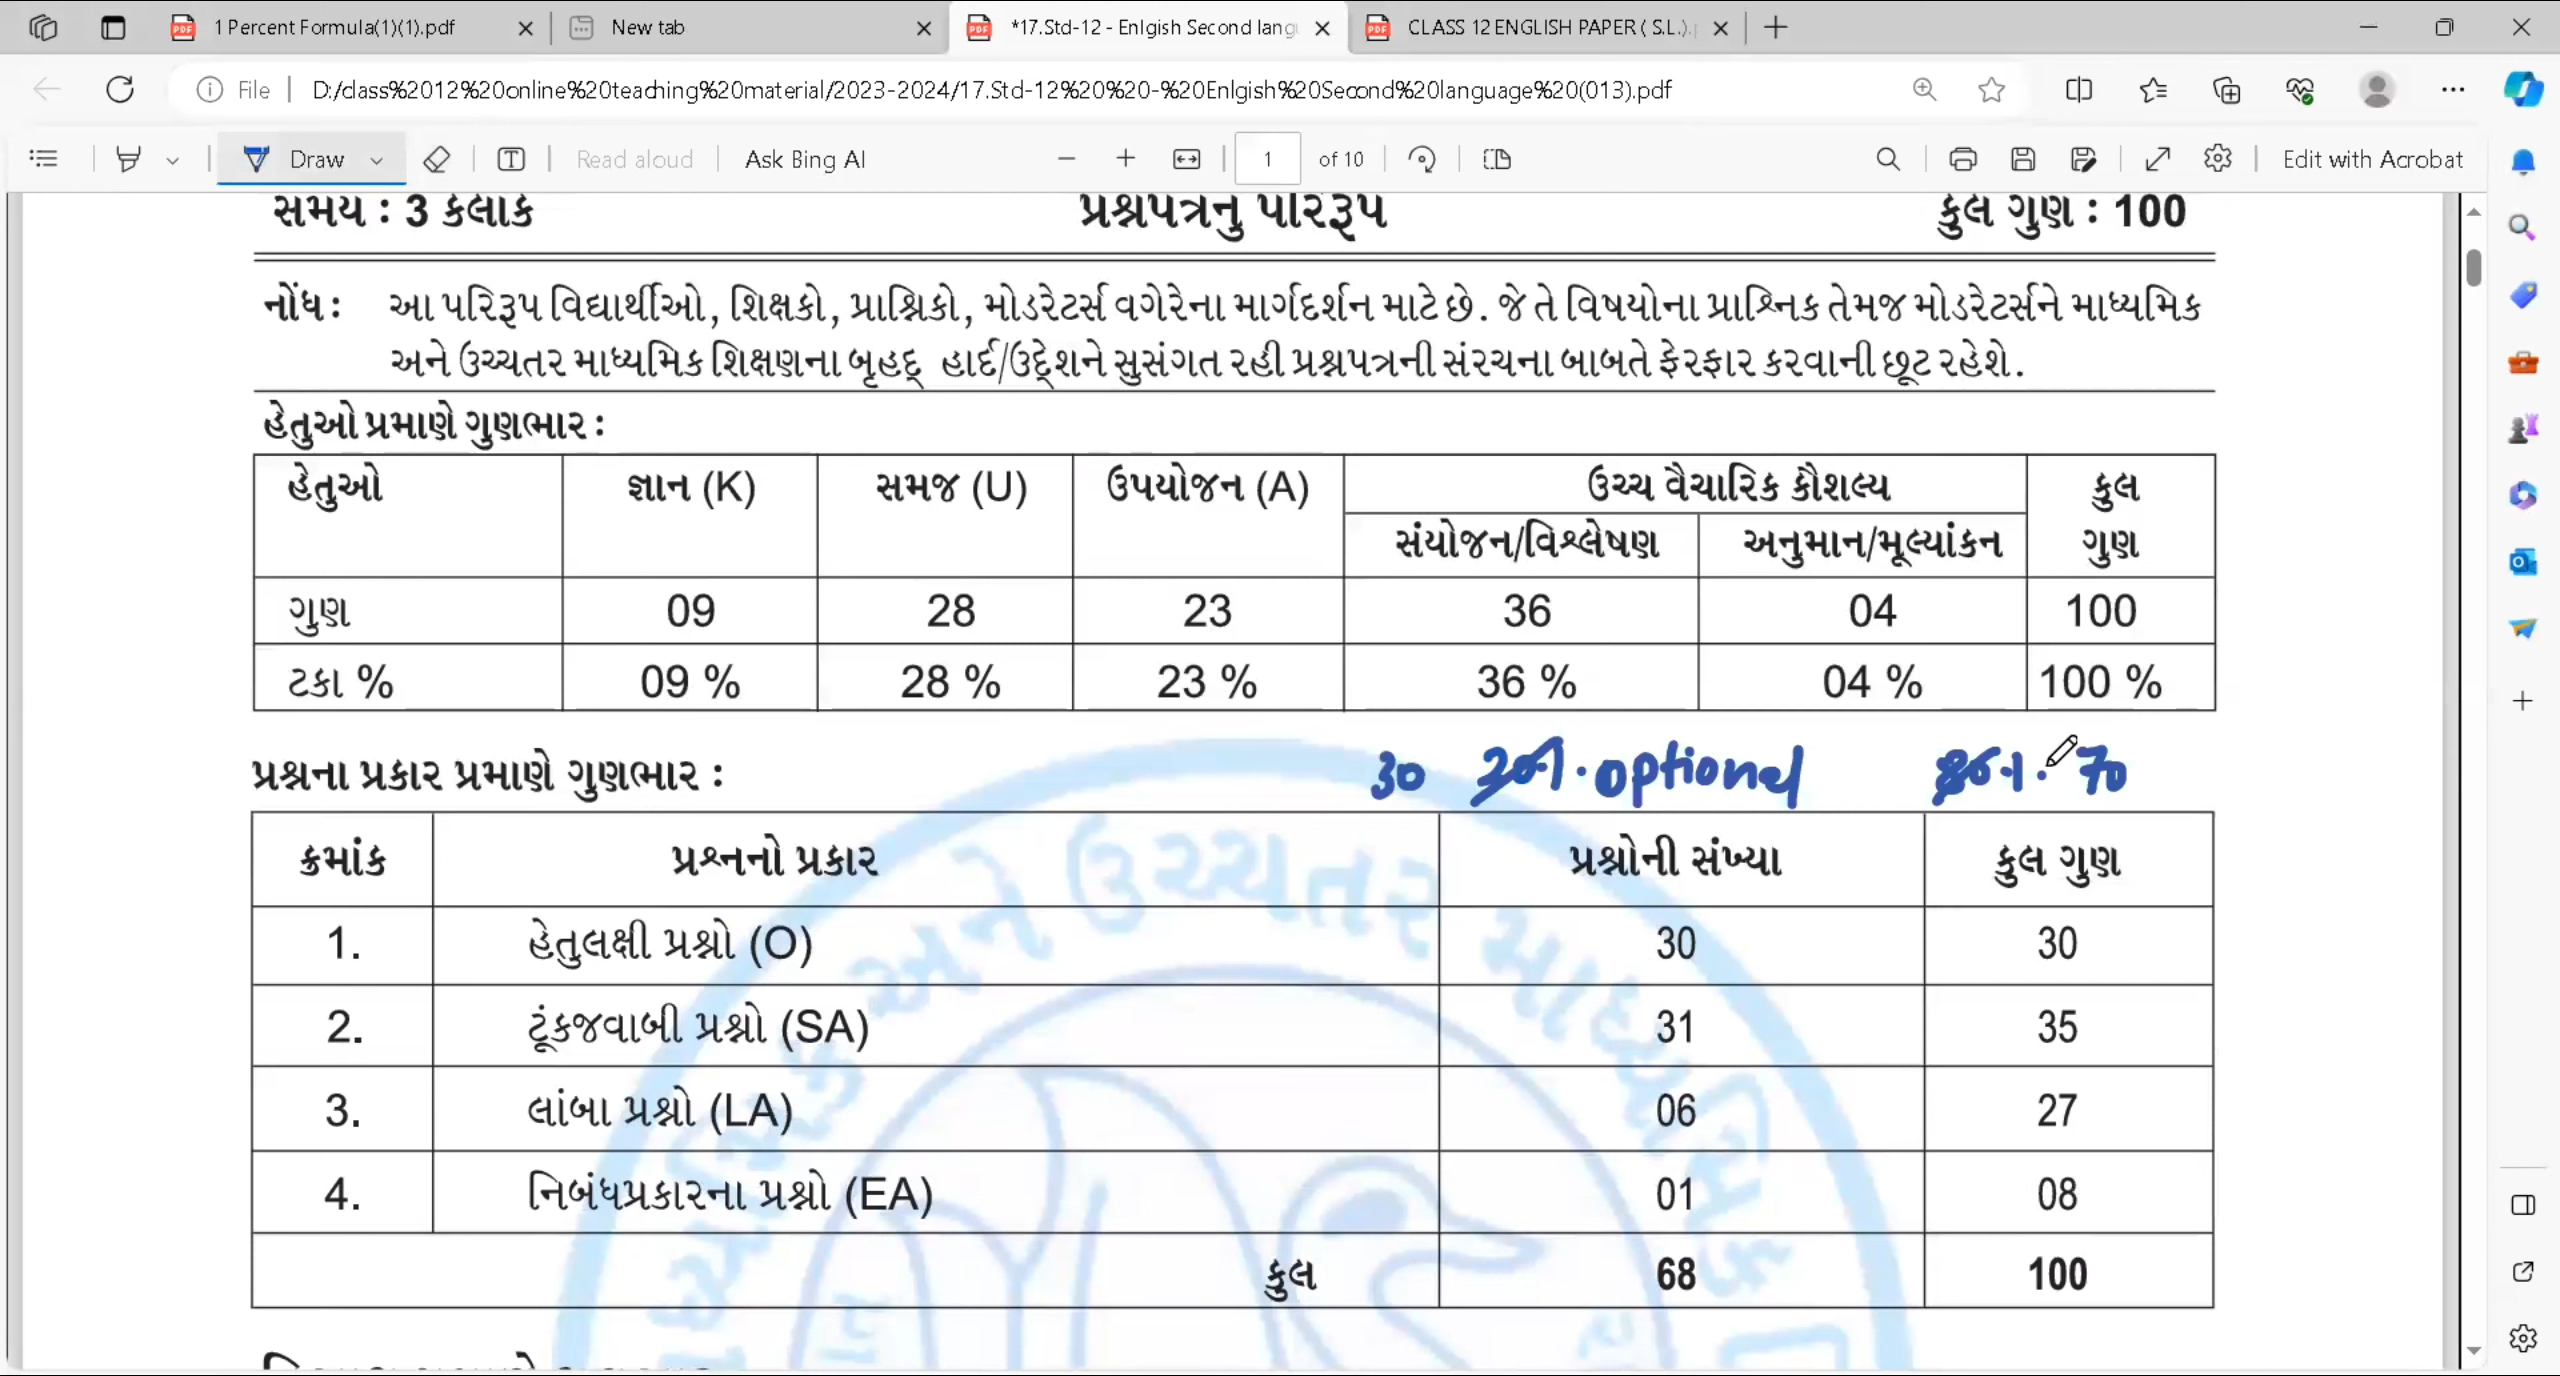 1 Percent Formula(1)(1).pdf
New tab
*17.Std-12 - Enlgish Second lang
CLASS 12 ENGLISH PAPER ( S.L.).
File
D:/class%2012%20online%20teaching%20material/2023-2024/17.Std-12%20%20-%20Enlgish%20Second%20language%20(013).pdf
Draw
Read aloud
Ask Bing AI
1 of 10
Edit with Acrobat
સમય : 3 કલાક પ્રશ્નપત્રનું પરિરૂપ કુલ ગુણ : 100
નોંધ : આ પરિરૂપ વિદ્યાર્થીઓ, શિક્ષકો, પ્રાશ્નિકો, મોડરેટર્સ વગેરેના માર્ગદર્શન માટે છે. જે તે વિષયોના પ્રાશ્નિક તેમજ મોડરેટર્સને માધ્યમિક
અને ઉચ્ચતર માધ્યમિક શિક્ષણના બૃહદ્ હાર્દ/ઉદ્દેશને સુસંગત રહી પ્રશ્નપત્રની સંરચના બાબતે ફેરફાર કરવાની છૂટ રહેશે.
હેતુઓ પ્રમાણે ગુણભાર :
હેતુઓ જ્ઞાન (K) સમજ (U) ઉપયોજન (A) ઉચ્ચ વૈચારિક કૌશલ્ય કુલ
સંયોજન/વિશ્લેષણ અનુમાન/મૂલ્યાંકન ગુણ
ગુણ 09 28 23 36 04 100
ટકા % 09 % 28 % 23 % 36 % 04 % 100 %
પ્રશ્નના પ્રકાર પ્રમાણે ગુણભાર : 30 optional 70
ક્રમાંક પ્રશ્નનો પ્રકાર પ્રશ્નોની સંખ્યા કુલ ગુણ
1. હેતુલક્ષી પ્રશ્નો (O) 30 30
2. ટૂંકજવાબી પ્રશ્નો (SA) 31 35
3. લાંબા પ્રશ્નો (LA) 06 27
4. નિબંધપ્રકારના પ્રશ્નો (EA) 01 08
કુલ 68 100